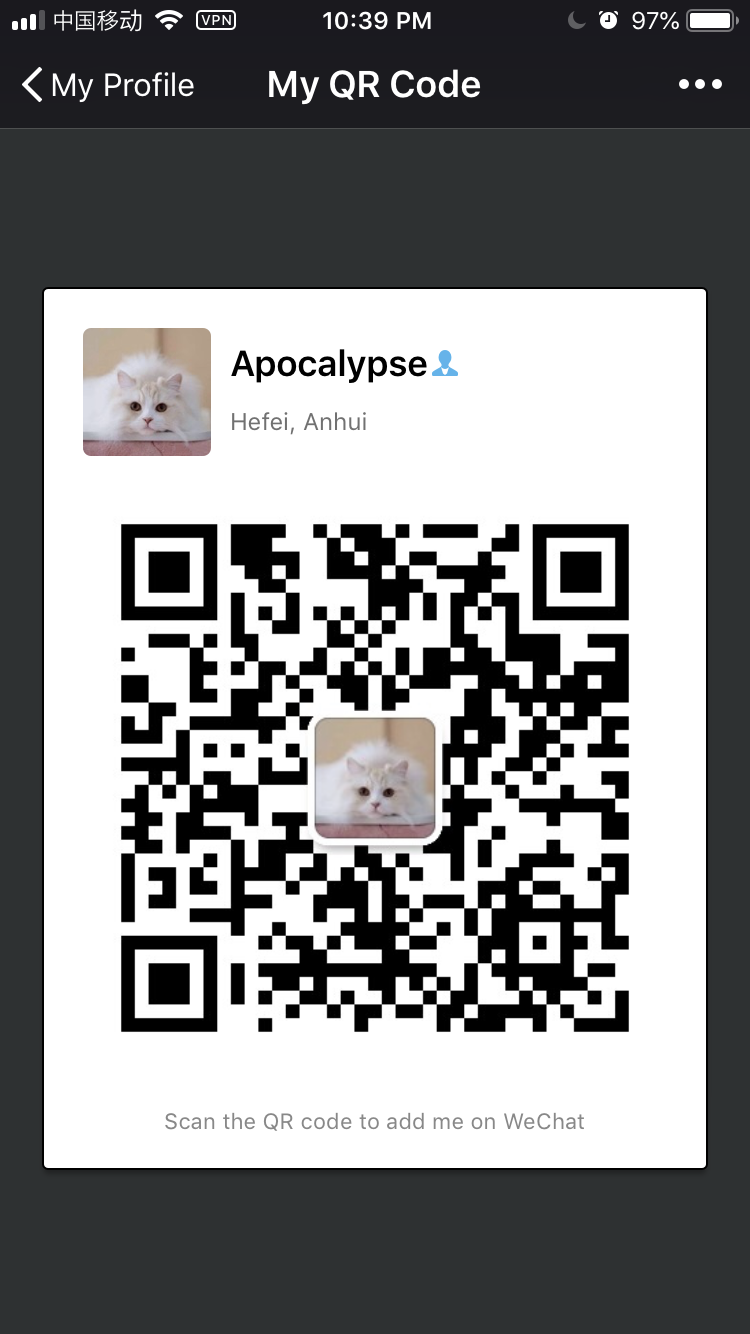 中国移动 VPN 10:39 PM 97%
My Profile My QR Code
Apocalypse
Hefei, Anhui
Scan the QR code to add me on WeChat